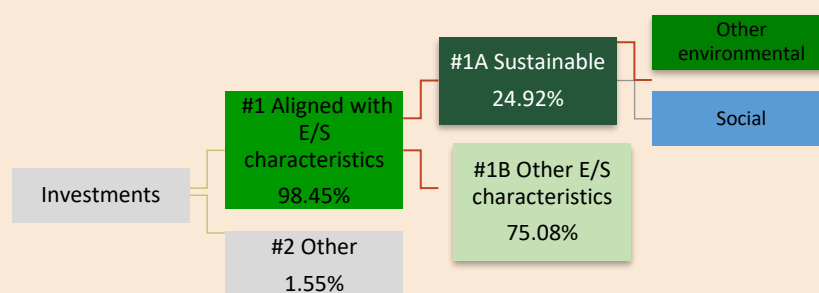 Investments
#1 Aligned with
E/S
characteristics
98.45%
#2 Other
1.55%
#1A Sustainable
24.92%
#1B Other E/S
characteristics
75.08%
Other
environmental
Social